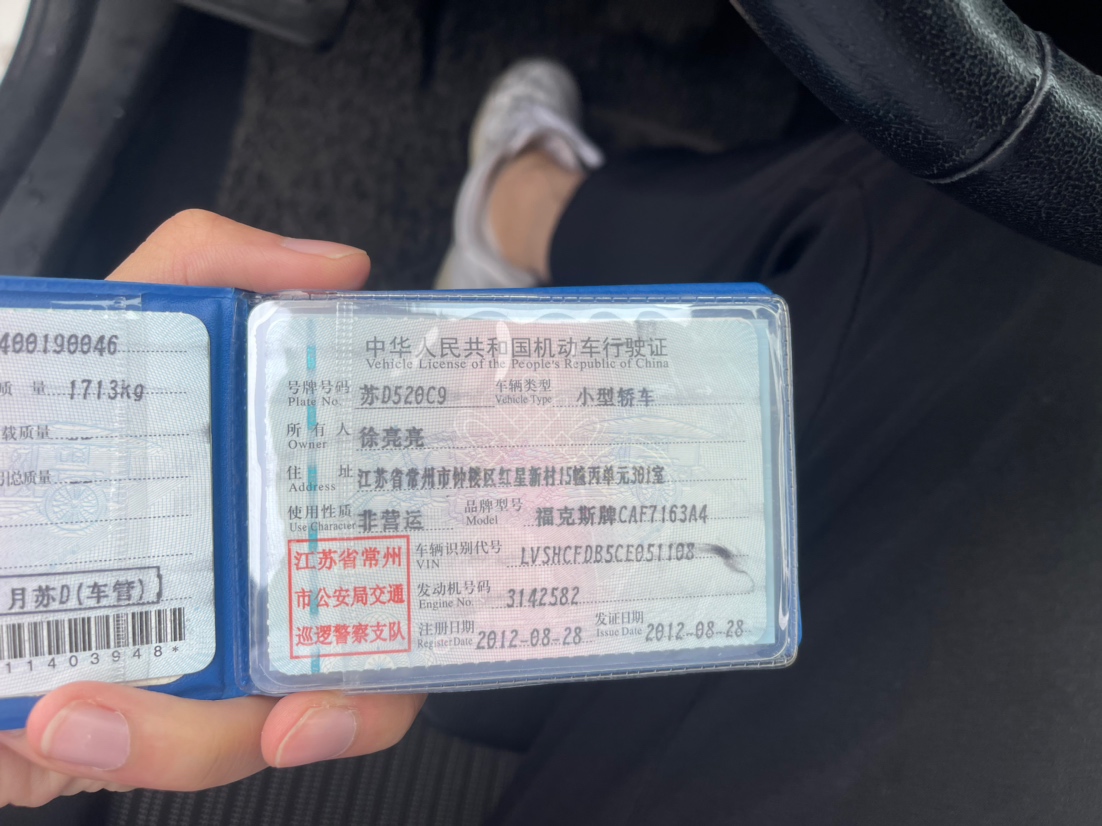 400190046
质 量 1713kg
载质量 --
引总质量 --
月苏D(车管)
11403948*
中华人民共和国机动车行驶证
Vehicle License of the People's Republic of China
号牌号码 苏D520C9 车辆类型 小型轿车
Plate No. Vehicle Type
所有人 徐亮亮
Owner
住 址 江苏省常州市钟楼区红星新村15幢丙单元301室
Address
使用性质 非营运 品牌型号 福克斯牌CAF7163A4
Use Character Model
江苏省常州
市公安局交通
巡逻警察支队
车辆识别代号 LVSHCFDB5CE051108
VIN
发动机号码 3142582
Engine No.
注册日期 2012-08-28 发证日期 2012-08-28
Register Date Issue Date